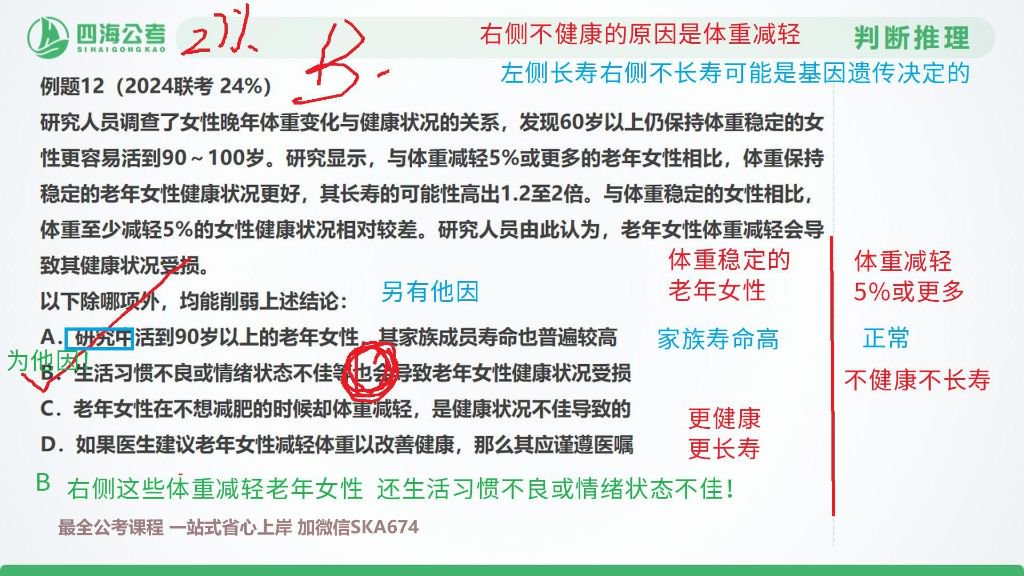 四海公考
SIHAIGONGKAO
B.
右侧不健康的原因是体重减轻
判断推理
左侧长寿右侧不长寿可能是基因遗传决定的
例题12（2024联考 24%）
研究人员调查了女性晚年体重变化与健康状况的关系，发现60岁以上仍保持体重稳定的女
性更容易活到90～100岁。研究显示，与体重减轻5%或更多的老年女性相比，体重保持
稳定的老年女性健康状况更好，其长寿的可能性高出1.2至2倍。与体重稳定的女性相比，
体重至少减轻5%的女性健康状况相对较差。研究人员由此认为，老年女性体重减轻会导
致其健康状况受损。
体重稳定的
老年女性
体重减轻
5%或更多
以下除哪项外，均能削弱上述结论：
另有他因
A．研究中活到90岁以上的老年女性，其家族成员寿命也普遍较高
家族寿命高
正常
为他因！
B．生活习惯不良或情绪状态不佳等也会导致老年女性健康状况受损
不健康不长寿
C．老年女性在不想减肥的时候却体重减轻，是健康状况不佳导致的
更健康
更长寿
D．如果医生建议老年女性减轻体重以改善健康，那么其应谨遵医嘱
B 右侧这些体重减轻老年女性 还生活习惯不良或情绪状态不佳！
最全公考课程 一站式省心上岸 加微信SKA674